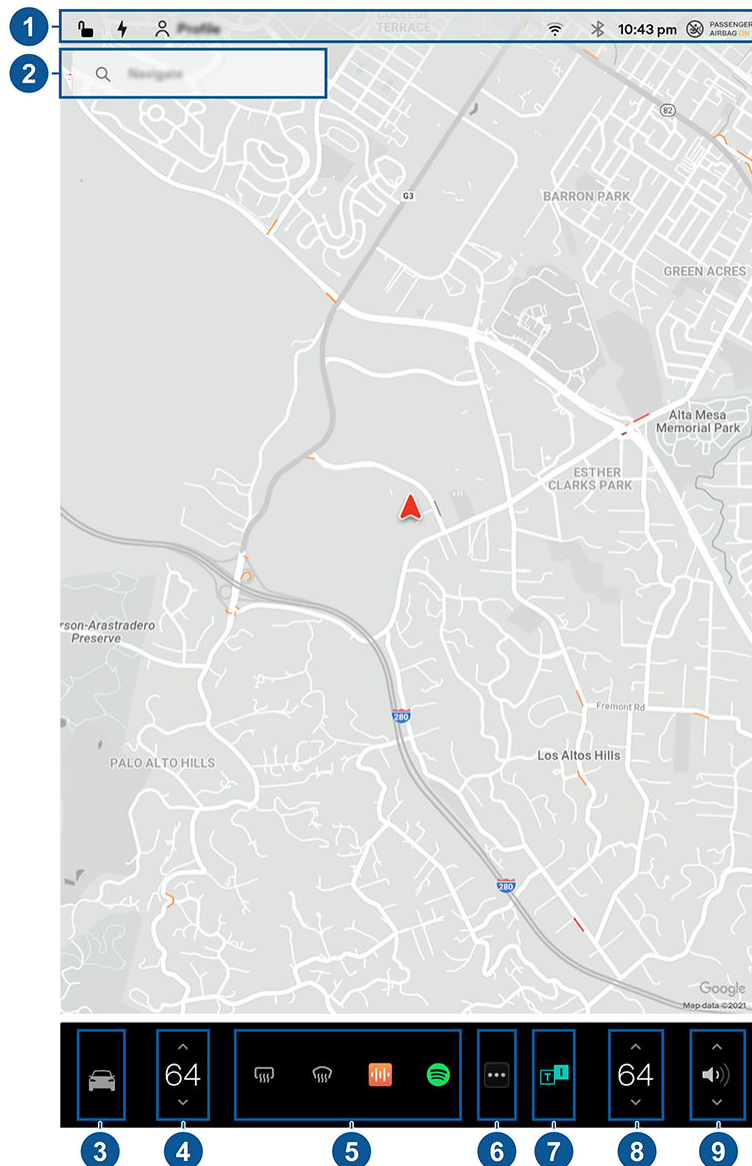 COLLEGE
TERRACE
1
Profile
10:43 pm
PASSENGER
AIRBAG ON
2
Navigate
82
G3
BARRON PARK
GREEN ACRES
Alta Mesa
Memorial Park
ESTHER
CLARKS PARK
rson-Arastradero
Preserve
280
Fremont Rd
PALO ALTO HILLS
Los Altos Hills
280
Google
Map data ©2021
64
T I
64
3
4
5
6
7
8
9